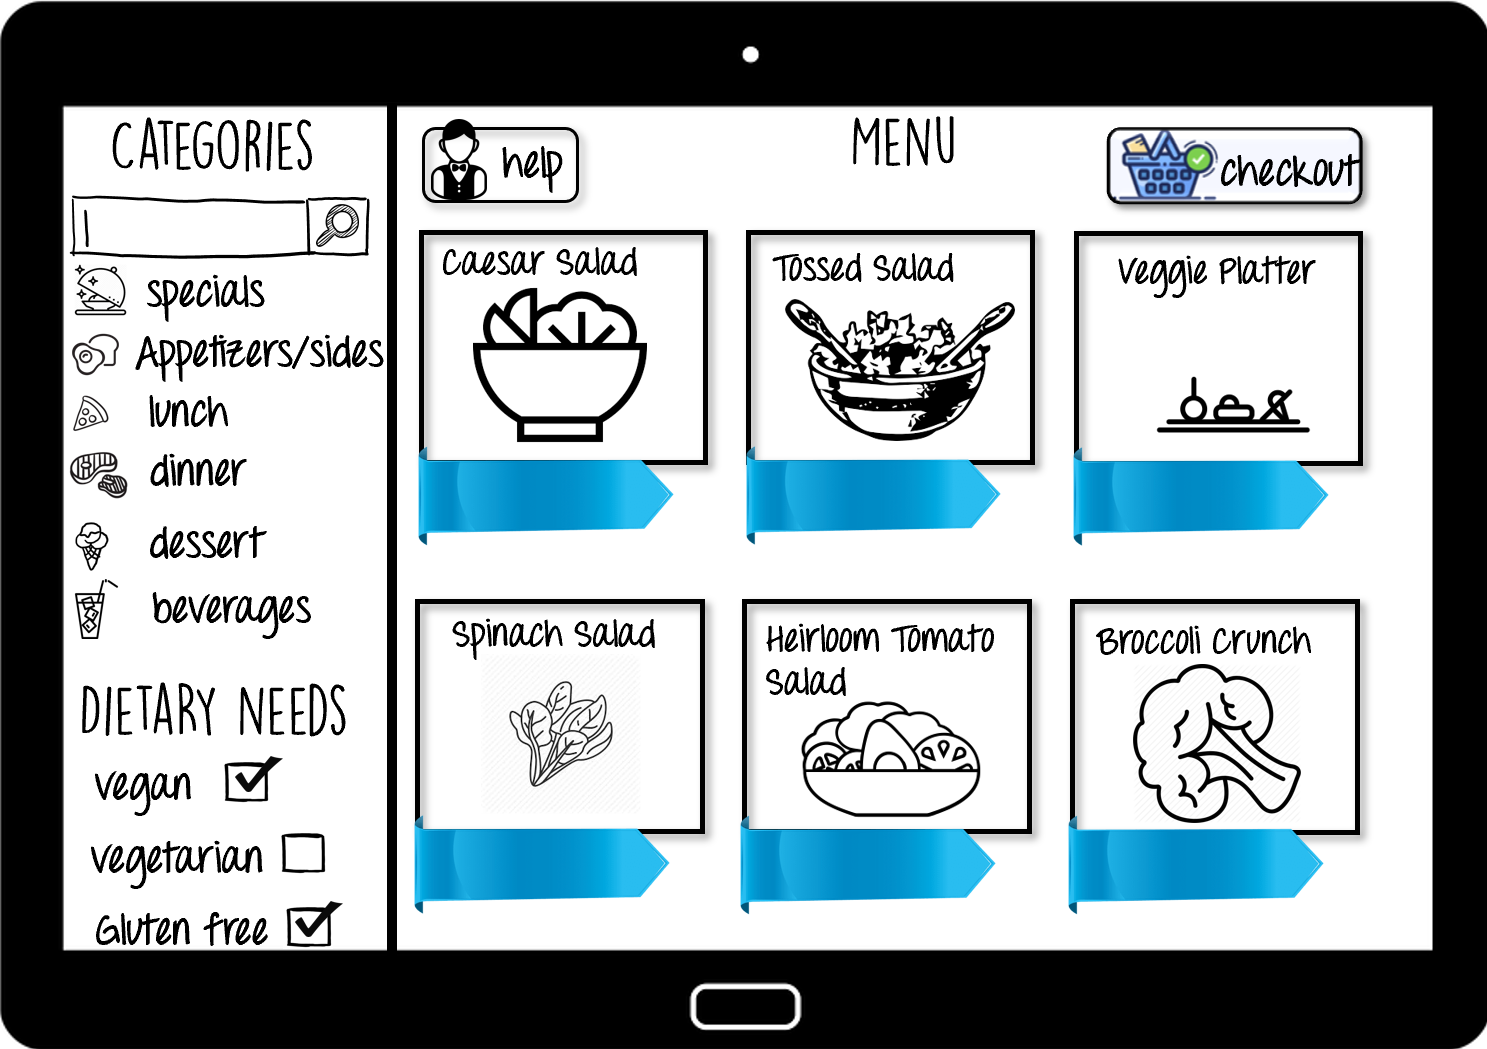 CATEGORIES
specials
Appetizers/sides
lunch
dinner
dessert
beverages
DIETARY NEEDS
vegan
vegetarian
Gluten free
help
MENU
checkout
Caesar Salad
Tossed Salad
Veggie Platter
Spinach Salad
Heirloom Tomato
Salad
Broccoli Crunch